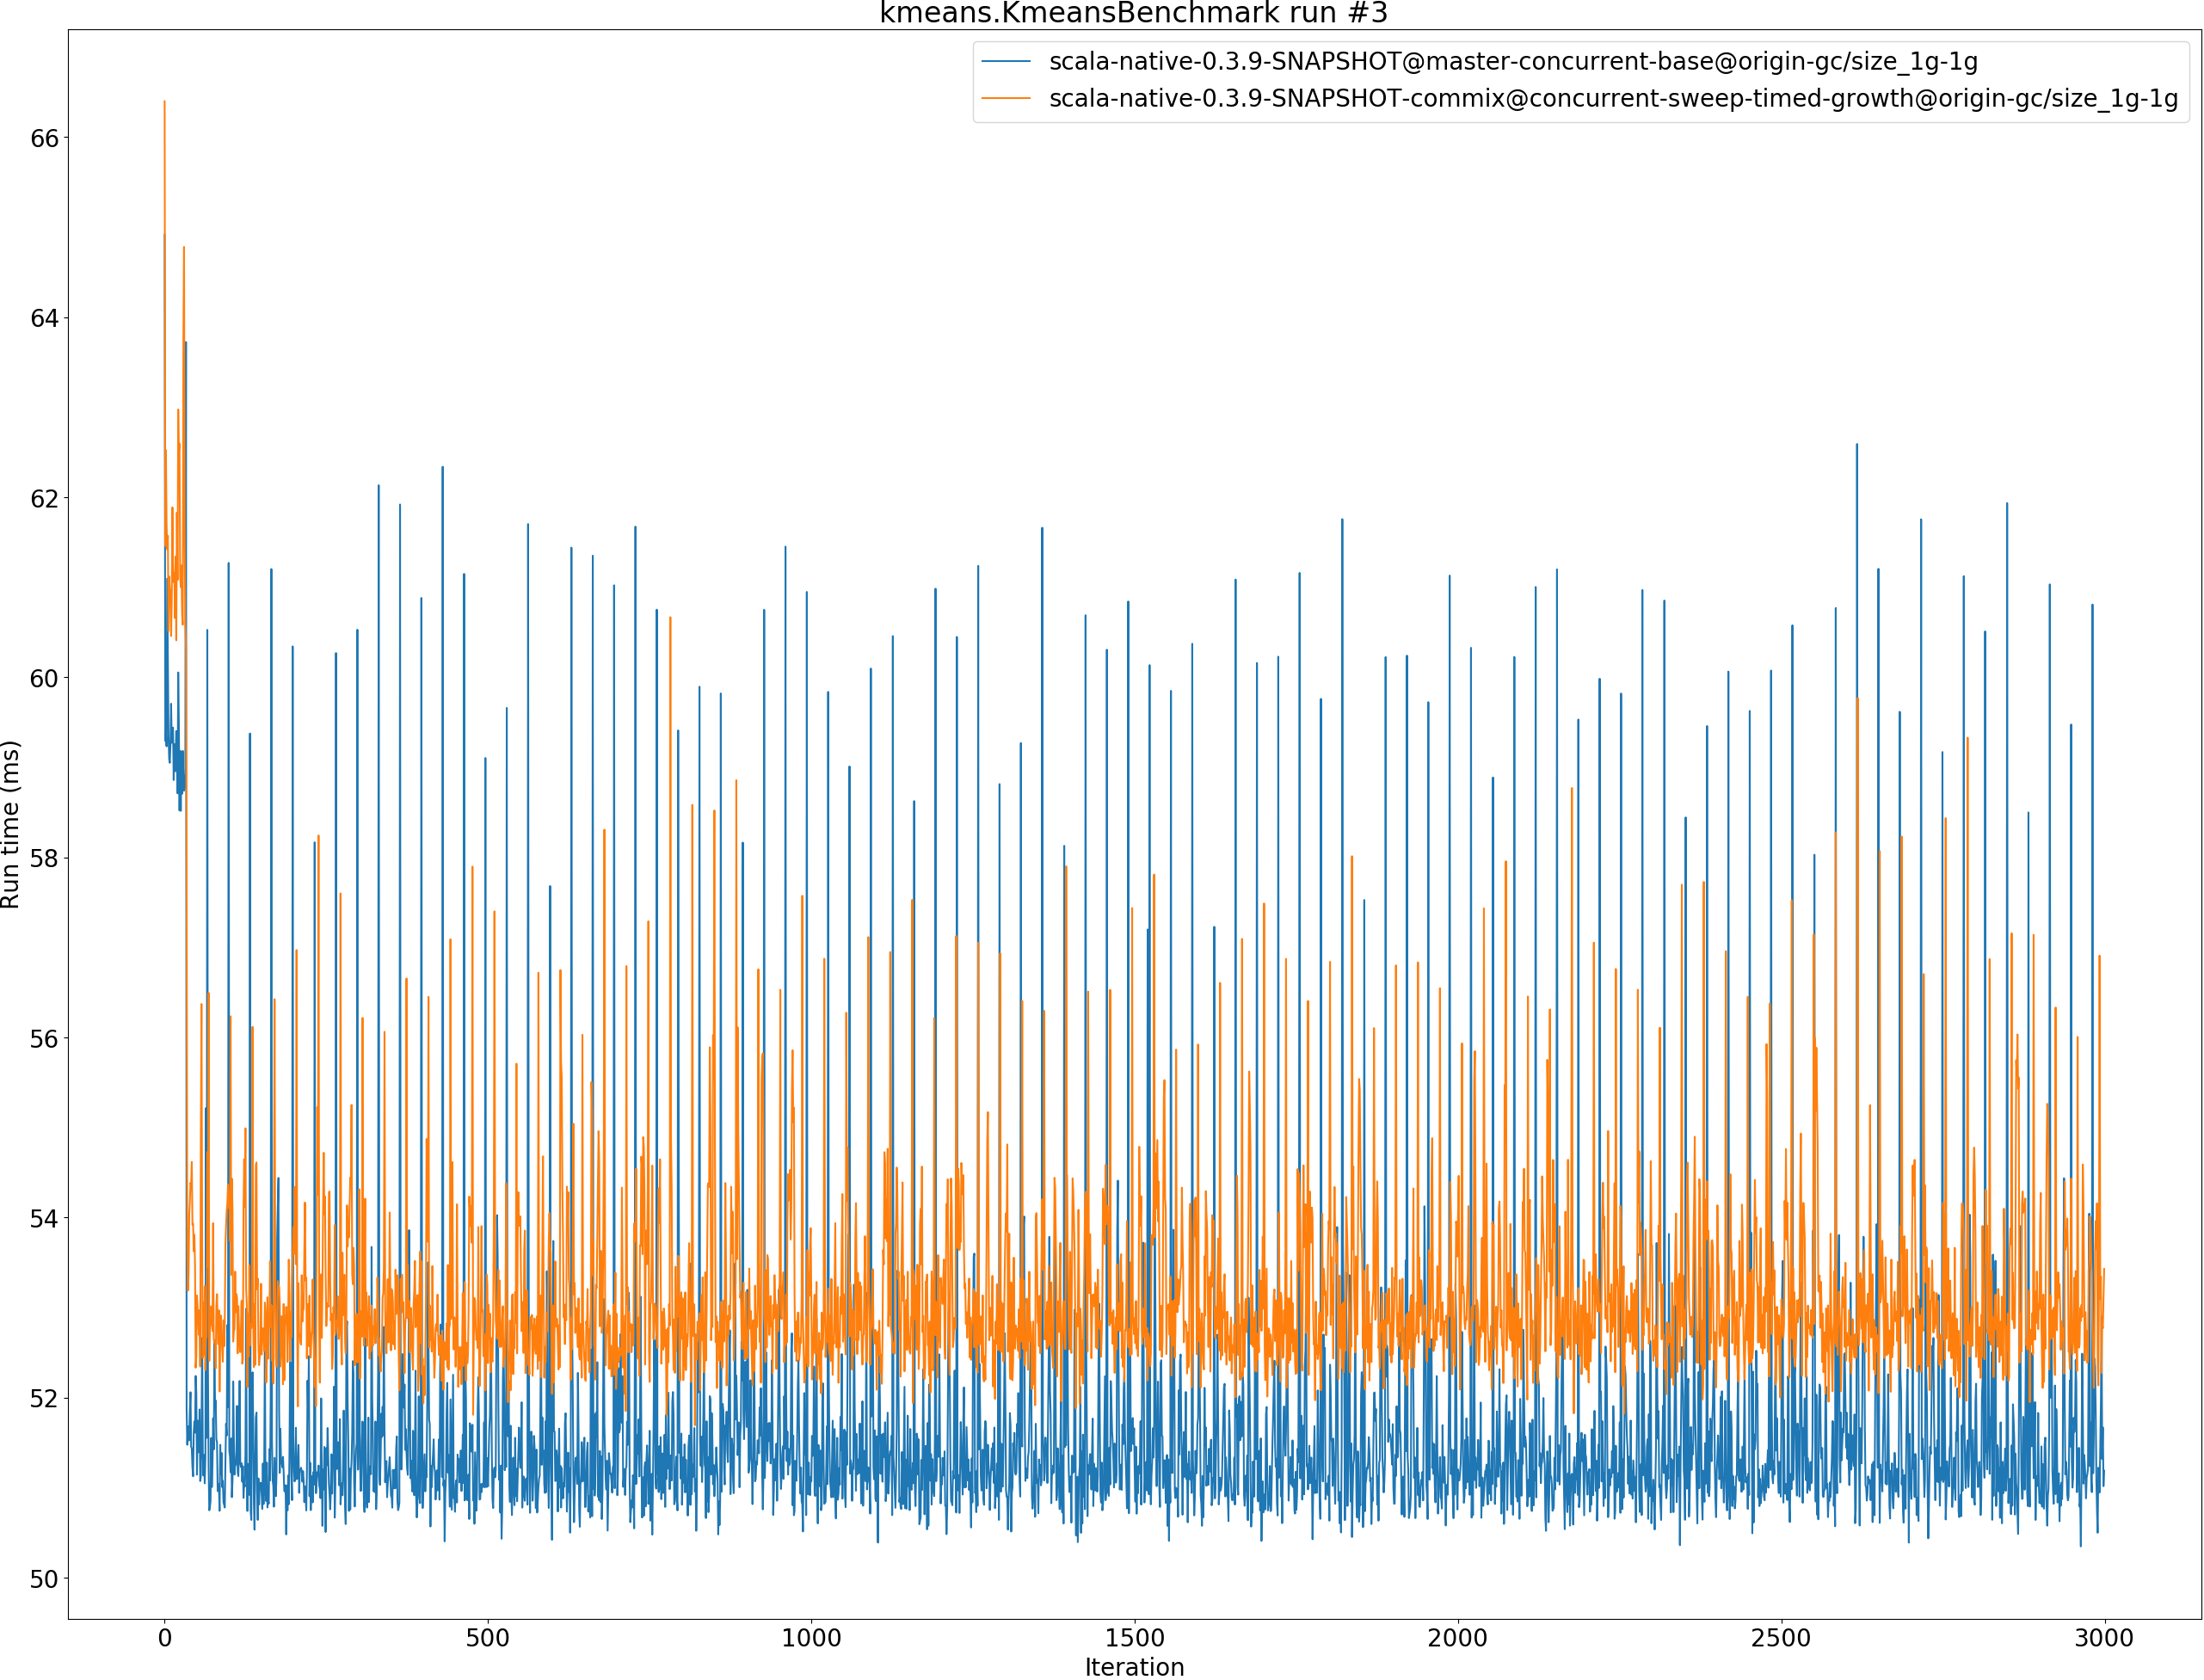 kmeans.KmeansBenchmark run #3
scala-native-0.3.9-SNAPSHOT@master-concurrent-base@origin-gc/size_1g-1g
scala-native-0.3.9-SNAPSHOT-commix@concurrent-sweep-timed-growth@origin-gc/size_1g-1g
66
64
62
60
58
56
54
52
50
Run time (ms)
0 500 1000 1500 2000 2500 3000
Iteration